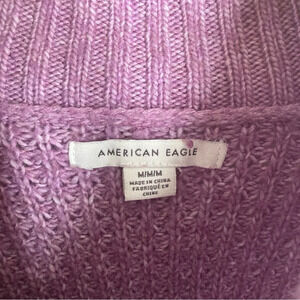 AMERICAN EAGLE
M/M/M
MADE IN CHINA
FABRIQUÉ EN
CHINE